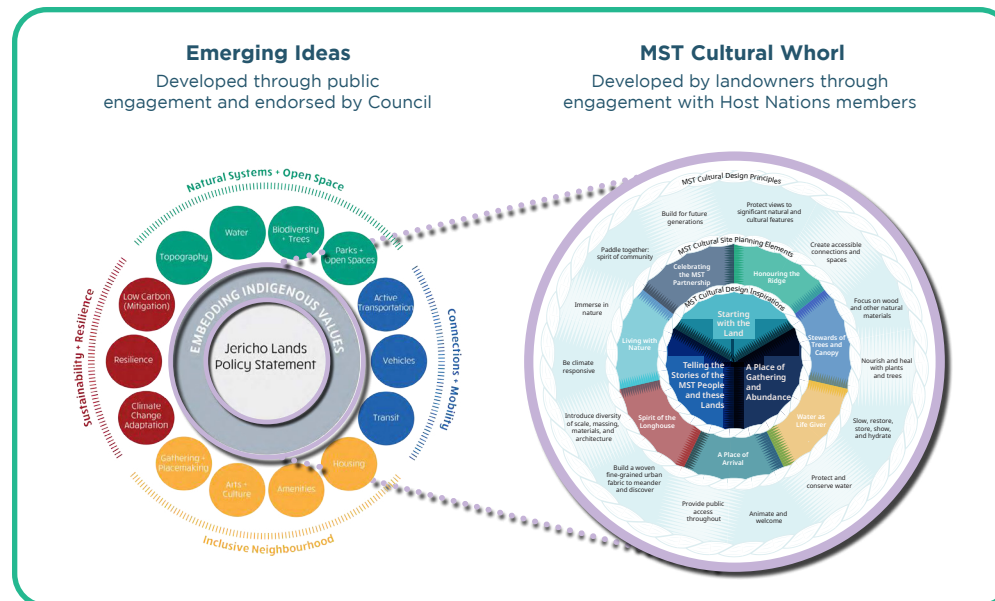 Emerging Ideas
Developed through public
engagement and endorsed by Council
Natural Systems + Open Space
Topography
Water
Biodiversity
+ Trees
Parks +
Open Spaces
Connections + Mobility
Active
Transportation
Vehicles
Transit
Inclusive Neighbourhood
Housing
Amenities
Arts +
Culture
Gathering +
Placemaking
Sustainability + Resilience
Climate
Change
Adaptation
Resilience
Low Carbon
(Mitigation)
EMBEDDING INDIGENOUS VALUES
Jericho Lands
Policy Statement
MST Cultural Whorl
Developed by landowners through
engagement with Host Nations members
MST Cultural Design Principles
Protect views to
significant natural and
cultural features
Create accessible
connections and
spaces
Focus on wood
and other natural
materials
Nourish and heal
with plants
and trees
Slow, restore,
store, show,
and hydrate
Protect and
conserve water
Animate and
welcome
Provide public
access
throughout
Build a woven
fine-grained urban
fabric to meander
and discover
Introduce diversity
of scale, massing,
materials, and
architecture
Be climate
responsive
Immerse in
nature
Paddle together:
spirit of community
Build for future
generations
MST Cultural Site Planning Elements
Celebrating
the MST
Partnership
Honouring the
Ridge
Stewards of
Trees and
Canopy
Water as
Life Giver
A Place of
Arrival
Spirit of the
Longhouse
Living with
Nature
MST Cultural Design Inspirations
Starting
with the
Land
A Place of
Gathering
and
Abundance
Telling the
Stories of the
MST People
and these
Lands